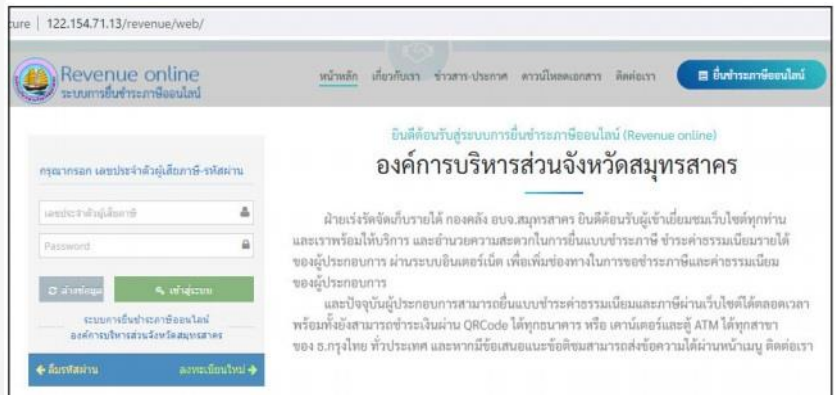 cure | 122.154.71.13/revenue/web/
Revenue online
ระบบการยื่นชำระภาษีออนไลน์
หน้าหลัก เกี่ยวกับเรา ข่าวสาร-ประกาศ ดาวน์โหลดเอกสาร ติดต่อเรา ยื่นชำระภาษีออนไลน์
กรุณากรอก เลขประจำตัวผู้เสียภาษี-รหัสผ่าน
เลขประจำตัวผู้เสียภาษี
Password
ล้างข้อมูล เข้าสู่ระบบ
ระบบการยื่นชำระภาษีออนไลน์
องค์การบริหารส่วนจังหวัดสมุทรสาคร
ลืมรหัสผ่าน ลงทะเบียนใหม่
ยินดีต้อนรับสู่ระบบการยื่นชำระภาษีออนไลน์ (Revenue online)
องค์การบริหารส่วนจังหวัดสมุทรสาคร
ฝ่ายเร่งรัดจัดเก็บรายได้ กองคลัง อบจ.สมุทรสาคร ยินดีต้อนรับผู้เข้าเยี่ยมชมเว็บไซต์ทุกท่าน
และเราพร้อมให้บริการ และอำนวยความสะดวกในการยื่นแบบชำระภาษี ชำระค่าธรรมเนียมรายได้
ของผู้ประกอบการ ผ่านระบบอินเตอร์เน็ต เพื่อเพิ่มช่องทางในการขอชำระภาษีและค่าธรรมเนียม
ของผู้ประกอบการ
และปัจจุบันผู้ประกอบการสามารถยื่นแบบชำระค่าธรรมเนียมและภาษีผ่านเว็บไซต์ได้ตลอดเวลา
พร้อมทั้งยังสามารถชำระเงินผ่าน QRCode ได้ทุกธนาคาร หรือ เคาน์เตอร์และตู้ ATM ได้ทุกสาขา
ของ ธ.กรุงไทย ทั่วประเทศ และหากมีข้อเสนอแนะข้อติชมสามารถส่งข้อความได้ผ่านหน้าเมนู ติดต่อเรา